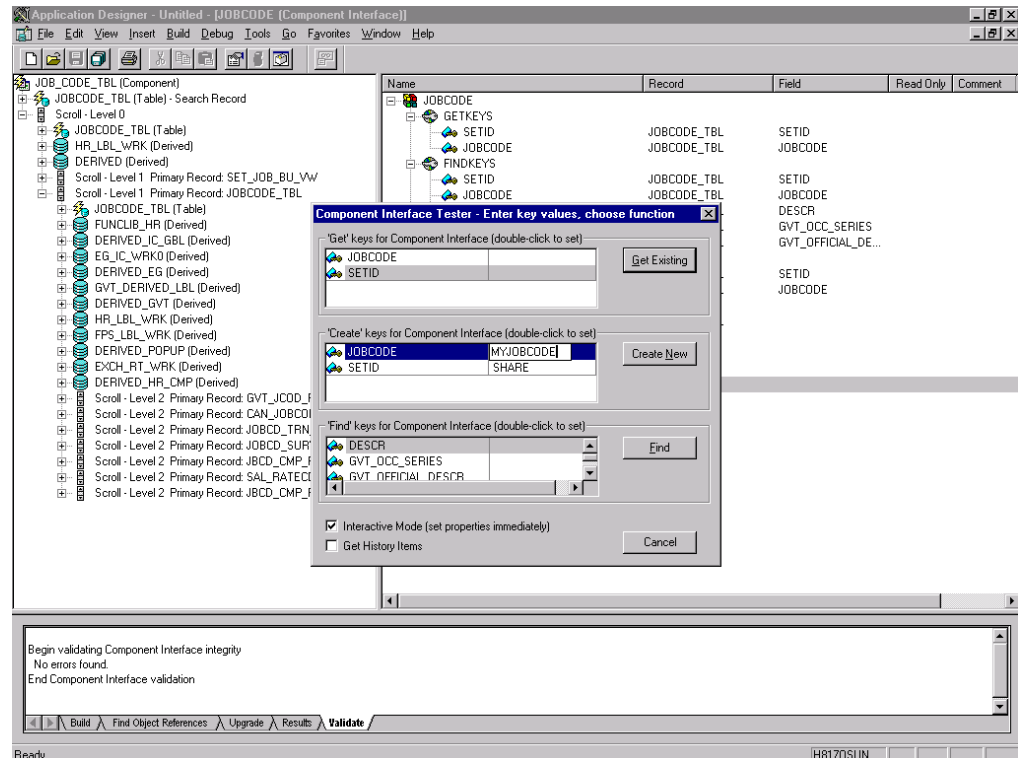 Application Designer - Untitled - [JOBCODE (Component Interface)]
File Edit View Insert Build Debug Tools Go Favorites Window Help
JOB_CODE_TBL (Component)
JOBCODE_TBL (Table) - Search Record
Scroll - Level 0
JOBCODE_TBL (Table)
HR_LBL_WRK (Derived)
DERIVED (Derived)
Scroll - Level 1 Primary Record: SET_JOB_BU_VW
Scroll - Level 1 Primary Record: JOBCODE_TBL
JOBCODE_TBL (Table)
FUNCLIB_HR (Derived)
DERIVED_IC_GBL (Derived)
EG_IC_WRK0 (Derived)
DERIVED_EG (Derived)
GVT_DERIVED_LBL (Derived)
DERIVED_GVT (Derived)
HR_LBL_WRK (Derived)
FPS_LBL_WRK (Derived)
DERIVED_POPUP (Derived)
EXCH_RT_WRK (Derived)
DERIVED_HR_CMP (Derived)
Scroll - Level 2 Primary Record: GVT_JCOD_
Scroll - Level 2 Primary Record: CAN_JOBCO
Scroll - Level 2 Primary Record: JOBCD_TRN_
Scroll - Level 2 Primary Record: JOBCD_SUR
Scroll - Level 2 Primary Record: JBCD_CMP_
Scroll - Level 2 Primary Record: SAL_RATEC
Scroll - Level 2 Primary Record: JBCD_CMP_
Name Record Field Read Only Comment
JOBCODE
GETKEYS
SETID JOBCODE_TBL SETID
JOBCODE JOBCODE_TBL JOBCODE
FINDKEYS
SETID JOBCODE_TBL SETID
JOBCODE JOBCODE_TBL JOBCODE
DESCR
GVT_OCC_SERIES
GVT_OFFICIAL_DE...
SETID
JOBCODE
Component Interface Tester - Enter key values, choose function
'Get' keys for Component Interface (double-click to set)
JOBCODE
SETID
Get Existing
'Create' keys for Component Interface (double-click to set)
JOBCODE MYJOBCODE
SETID SHARE
Create New
'Find' keys for Component Interface (double-click to set)
DESCR
GVT_OCC_SERIES
GVT_OFFICIAL_DESCR
Find
Interactive Mode (set properties immediately)
Get History Items
Cancel
Begin validating Component Interface integrity
No errors found.
End Component Interface validation
Build Find Object References Upgrade Results Validate
Ready H8170SUN